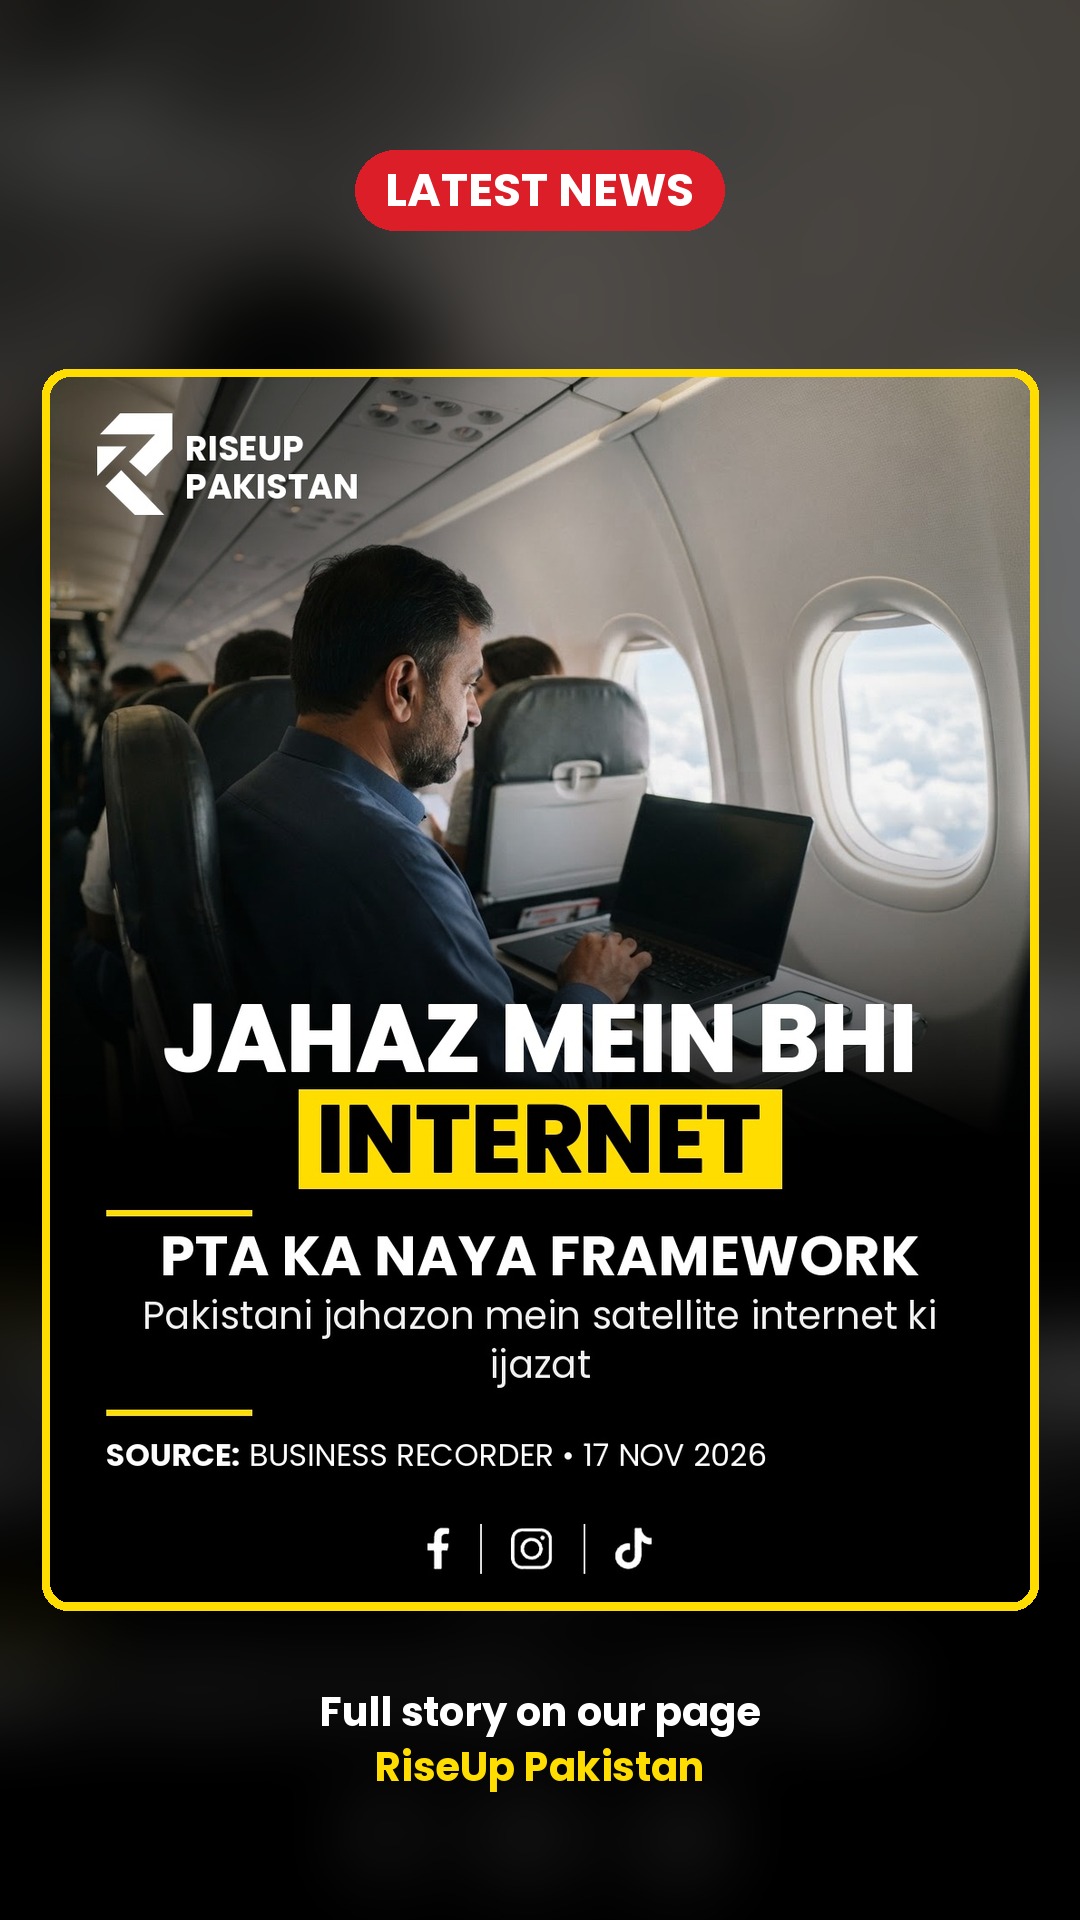 LATEST NEWS
RISEUP
PAKISTAN
JAHAZ MEIN BHI
INTERNET
PTA KA NAYA FRAMEWORK
Pakistani jahazon mein satellite internet ki
ijazat
SOURCE: BUSINESS RECORDER • 17 NOV 2026
Full story on our page
RiseUp Pakistan